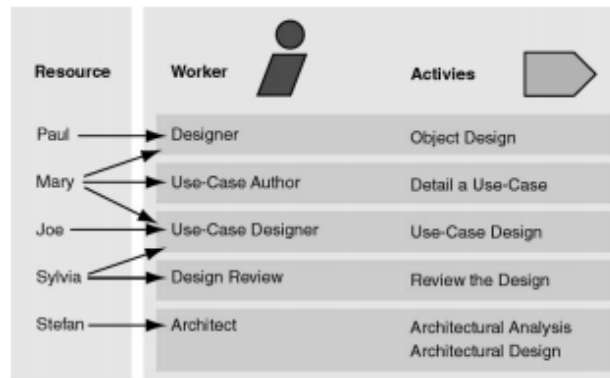 Resource Worker Activies
Paul Designer Object Design
Mary Use-Case Author Detail a Use-Case
Joe Use-Case Designer Use-Case Design
Sylvia Design Review Review the Design
Stefan Architect Architectural Analysis
Architectural Design